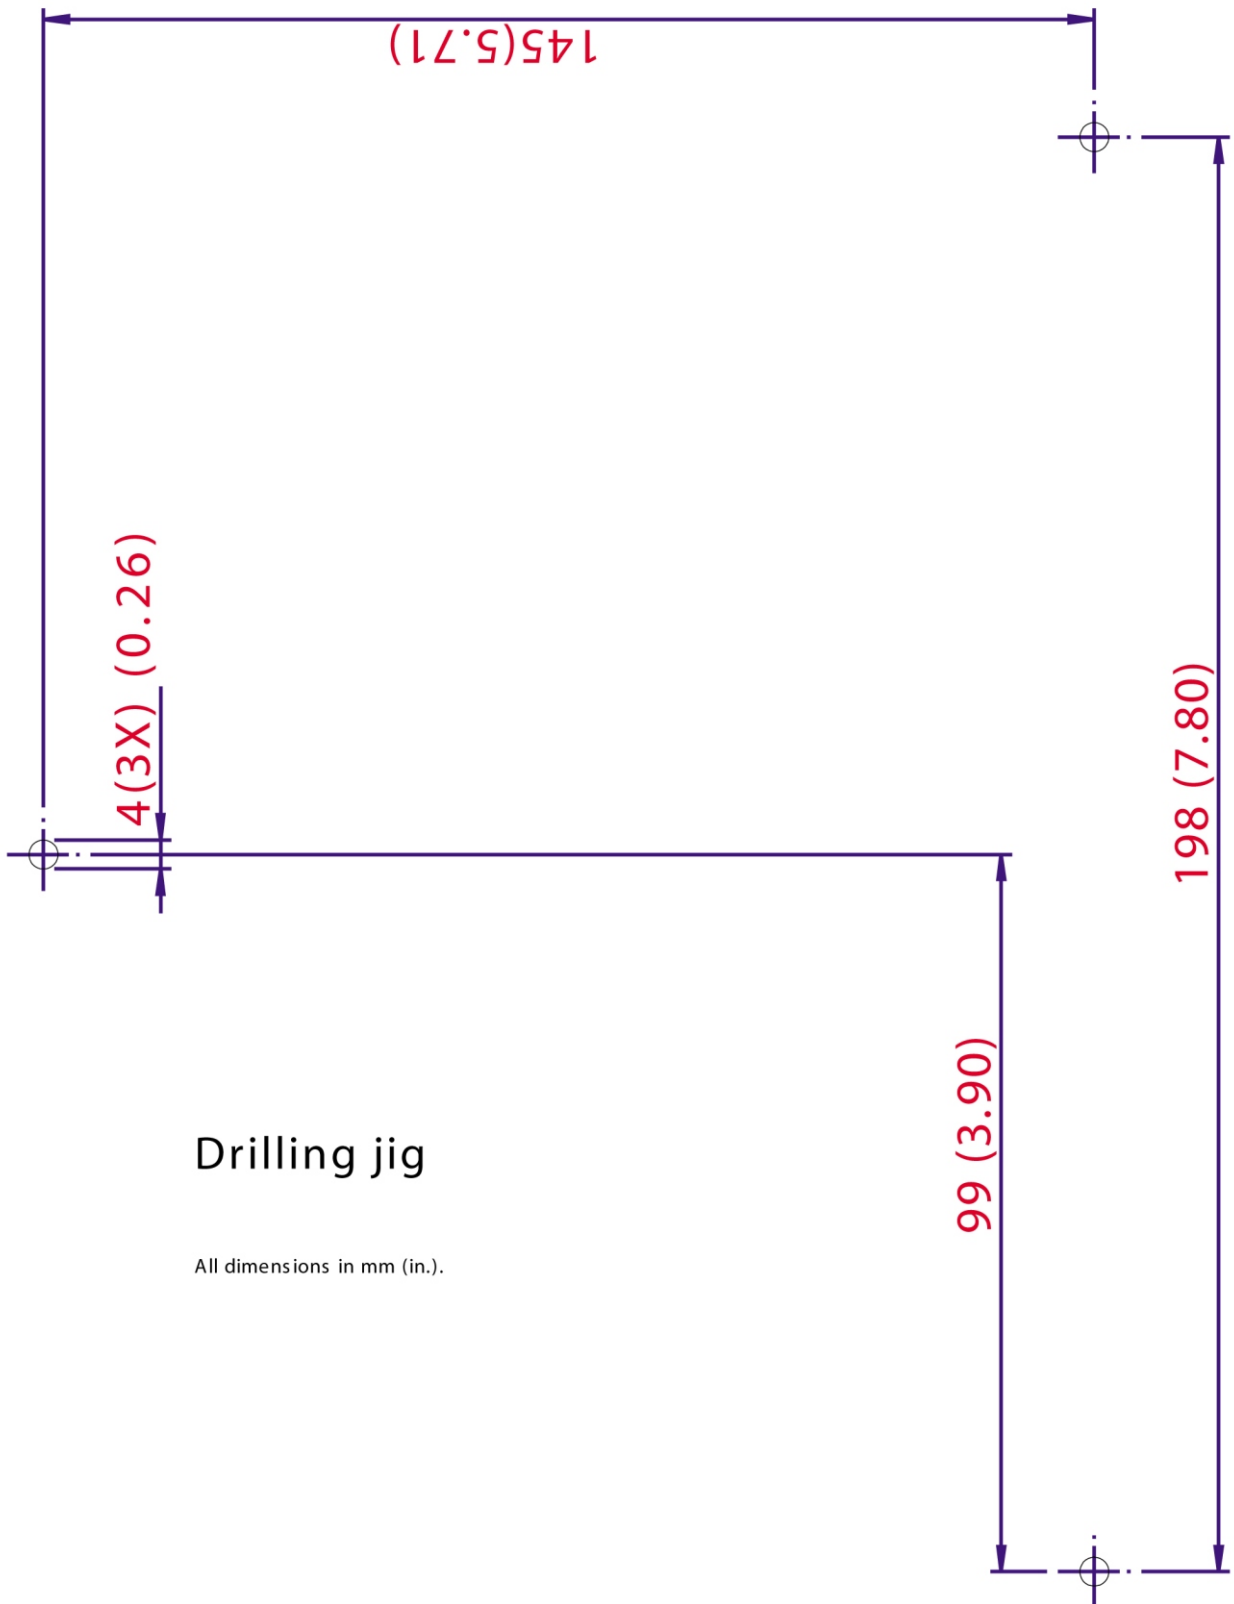 145(5.71)
4(3X) (0.26)
198 (7.80)
99 (3.90)
Drilling jig
All dimensions in mm (in.).